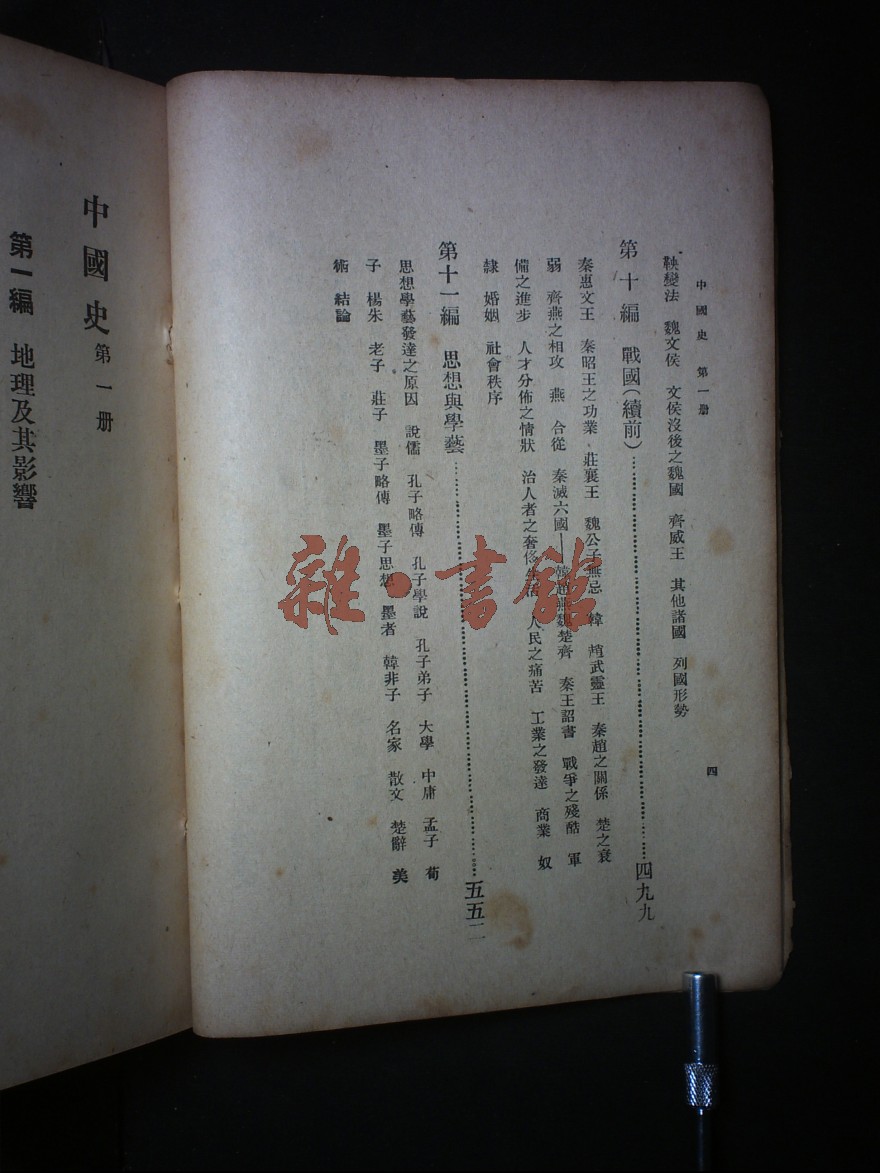 中國史 第一册
四
鞅變法 魏文侯 文侯沒後之魏國 齊威王 其他諸國 列國形勢
第十編 戰國(續前)……四九九
秦惠文王 秦昭王之功業 莊襄王 魏公子無忌 韓 趙武靈王 秦趙之關係 楚之衰
弱 齊燕之相攻 燕 合從 秦滅六國——韓趙燕魏楚齊 秦王詔書 戰爭之殘酷 軍
備之進步 人才分佈之情狀 治人者之奢侈生活 人民之痛苦 工業之發達 商業 奴
隸 婚姻 社會秩序
第十一編 思想與學藝……五五二
思想學藝發達之原因 說儒 孔子略傳 孔子學說 孔子弟子 大學 中庸 孟子 荀
子 楊朱 老子 莊子 墨子略傳 墨子思想 墨者 韓非子 名家 散文 楚辭 美
術 結論
中國史 第一册
第一編 地理及其影響
雜·書館